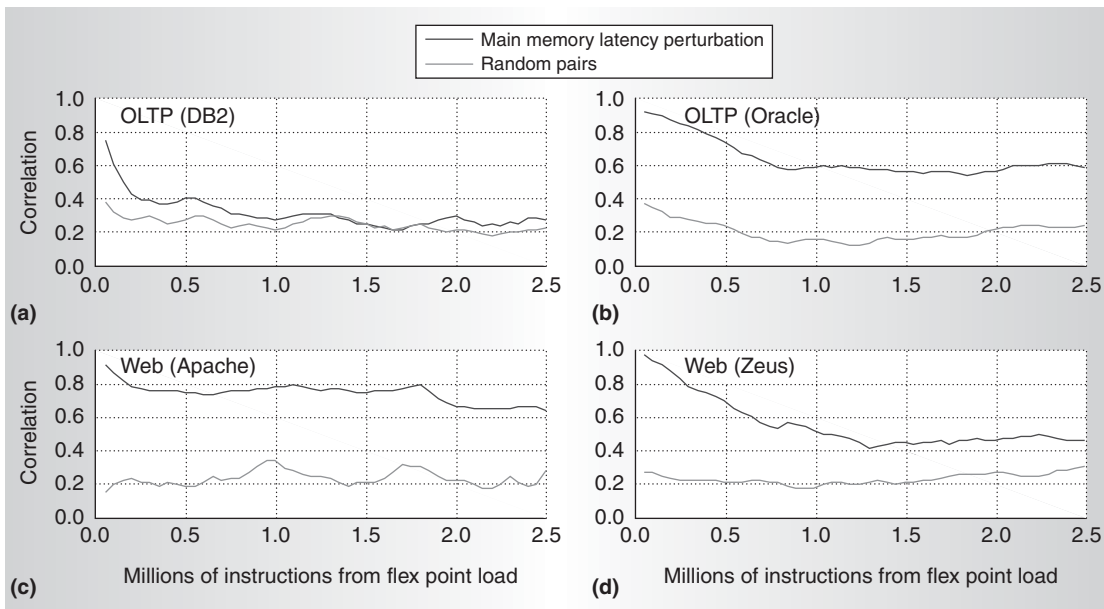 Main memory latency perturbation
Random pairs
OLTP (DB2)
Correlation
1.0
0.8
0.6
0.4
0.2
0.0
0.0 0.5 1.0 1.5 2.0 2.5
(a)
OLTP (Oracle)
1.0
0.8
0.6
0.4
0.2
0.0
0.0 0.5 1.0 1.5 2.0 2.5
(b)
Web (Apache)
Correlation
1.0
0.8
0.6
0.4
0.2
0.0
0.0 0.5 1.0 1.5 2.0 2.5
Millions of instructions from flex point load
(c)
Web (Zeus)
1.0
0.8
0.6
0.4
0.2
0.0
0.0 0.5 1.0 1.5 2.0 2.5
Millions of instructions from flex point load
(d)